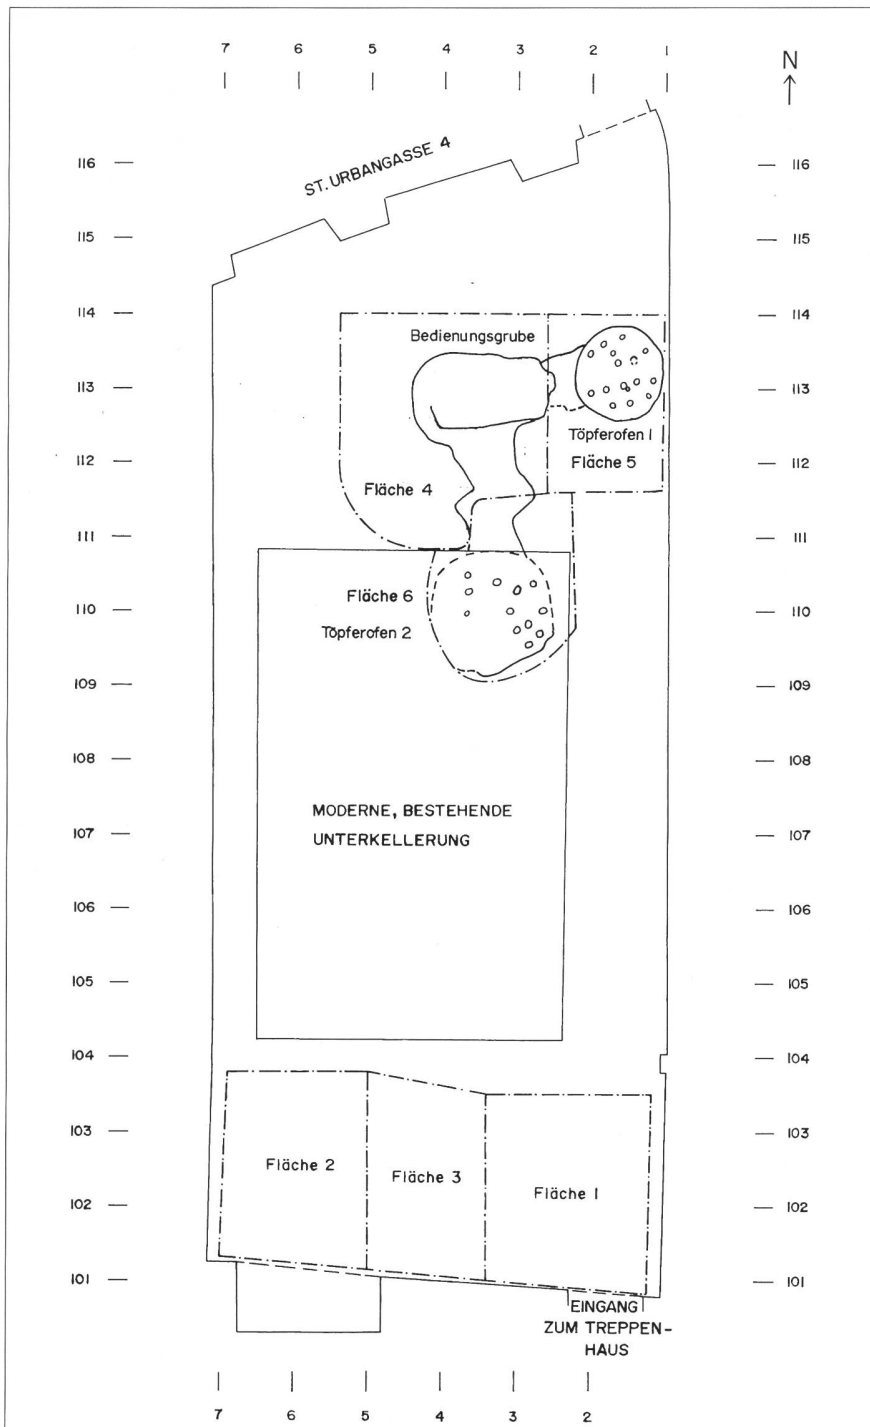 7 6 5 4 3 2 1
N
ST. URBANGASSE 4
116 116
115 115
114 114
Bedienungsgrube
113 113
Töpferofen 1
112 Fläche 5 112
Fläche 4
111 111
Fläche 6
110 110
Töpferofen 2
109 109
108 108
MODERNE, BESTEHENDE
107 107
UNTERKELLERUNG
106 106
105 105
104 104
103 103
Fläche 2
Fläche 3
Fläche 1
102 102
101 101
EINGANG
ZUM TREPPEN-
HAUS
7 6 5 4 3 2